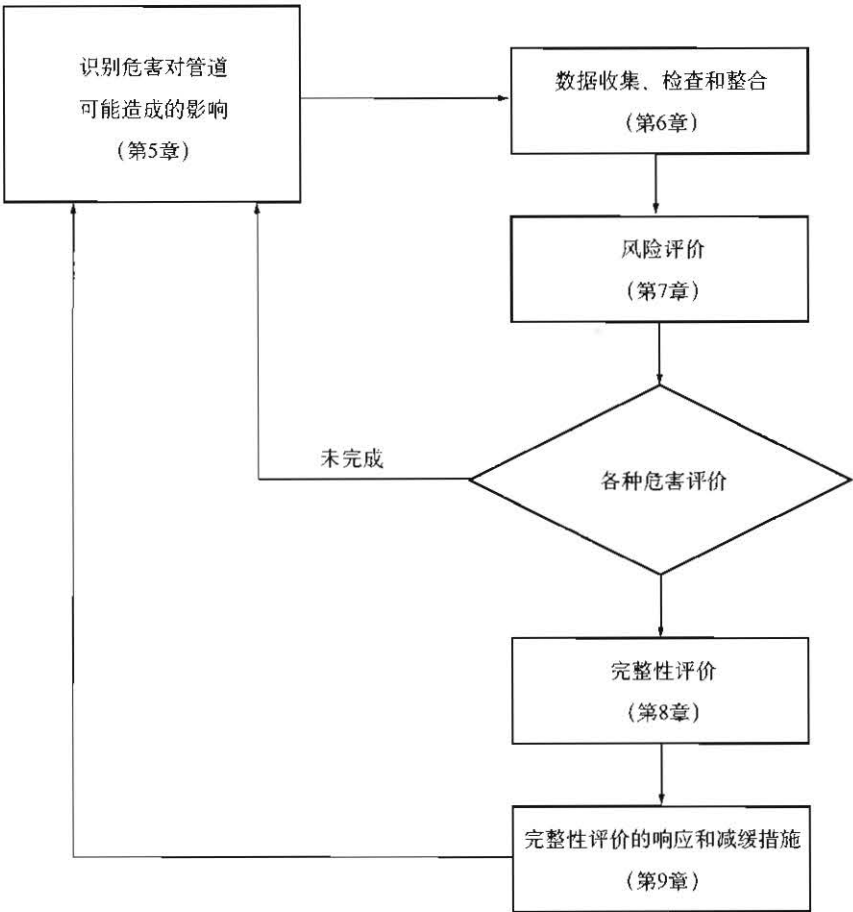 识别危害对管道
可能造成的影响
（第5章）
数据收集、检查和整合
（第6章）
风险评价
（第7章）
未完成
各种危害评价
完整性评价
（第8章）
完整性评价的响应和减缓措施
（第9章）